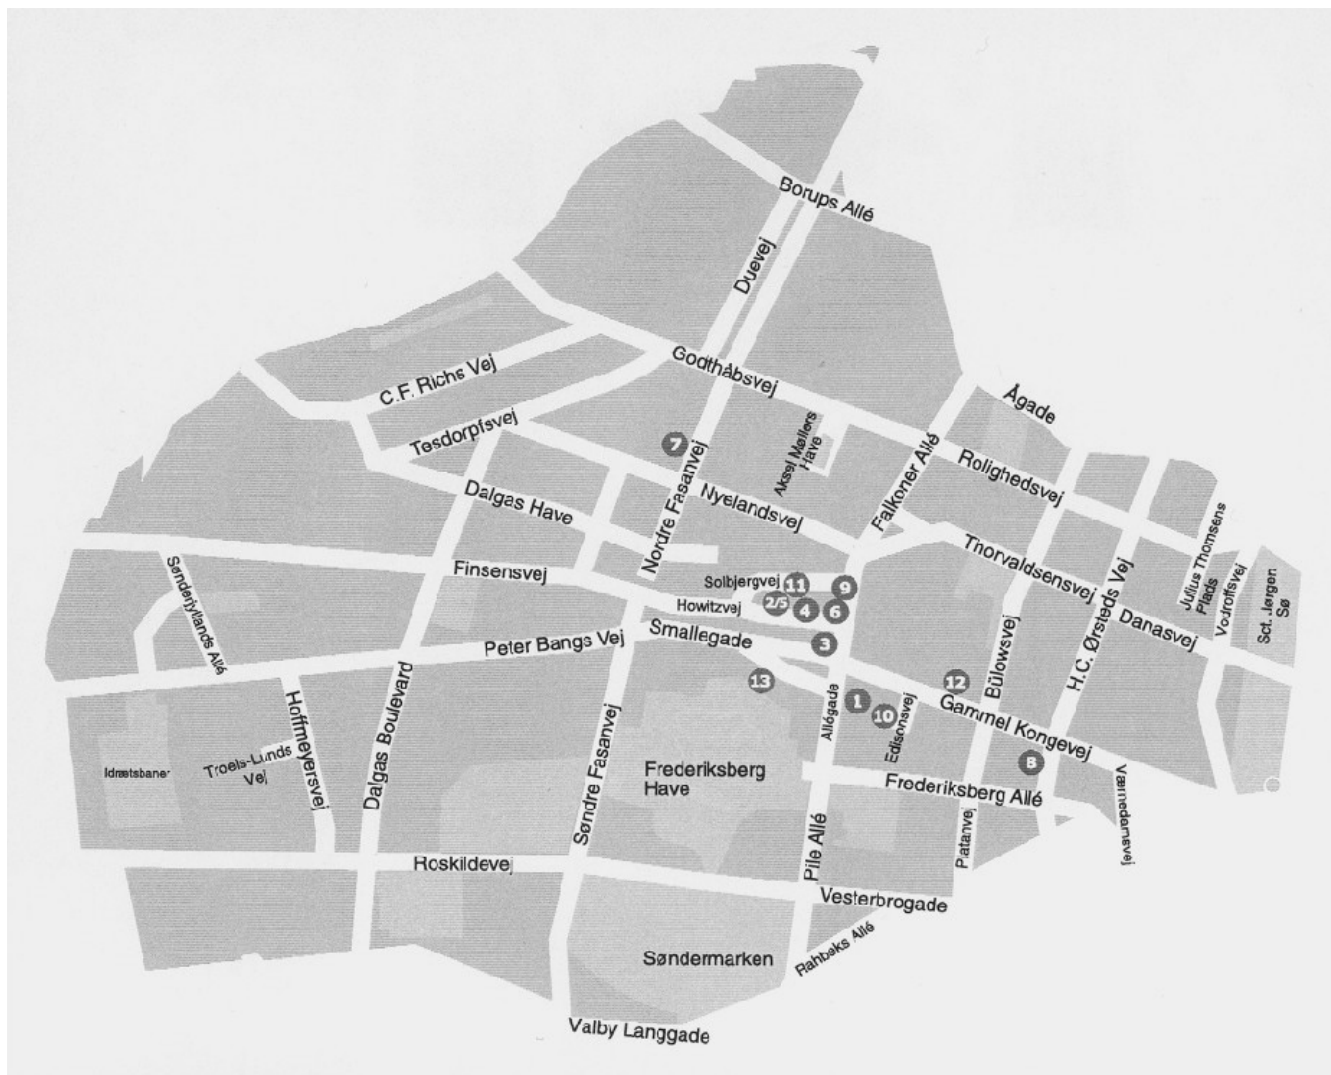 Borups Allé
Duevej
Godthåbsvej
C.F. Richs Vej
Tesdorpfsvej
Ågade
7
Aksel Møllers
Have
Falkoner Allé
Rolighedsvej
Nordre Fasanvej
Nyelandsvej
Dalgas Have
Finsensvej
Thorvaldsensvej
Julius Thomsens
Plads
Vodroffsvej
Sct. Jørgen
Sø
Danasvej
H.C. Ørsteds Vej
Bülowsvej
Sønderjyllands Allé
Solbjergvej
11
9
Howitzvej
2/5
4
6
Smallegade
3
Peter Bangs Vej
13
12
1
10
Allégade
Edisonsvej
Gammel Kongevej
8
Hoffmeyersvej
Dalgas Boulevard
Søndre Fasanvej
Idrætsbaner
Troels-Lunds
Vej
Frederiksberg
Have
Frederiksberg Allé
Værnedamsvej
Platanvej
Pile Allé
Roskildevej
Vesterbrogade
Rahbeks Allé
Søndermarken
Valby Langgade